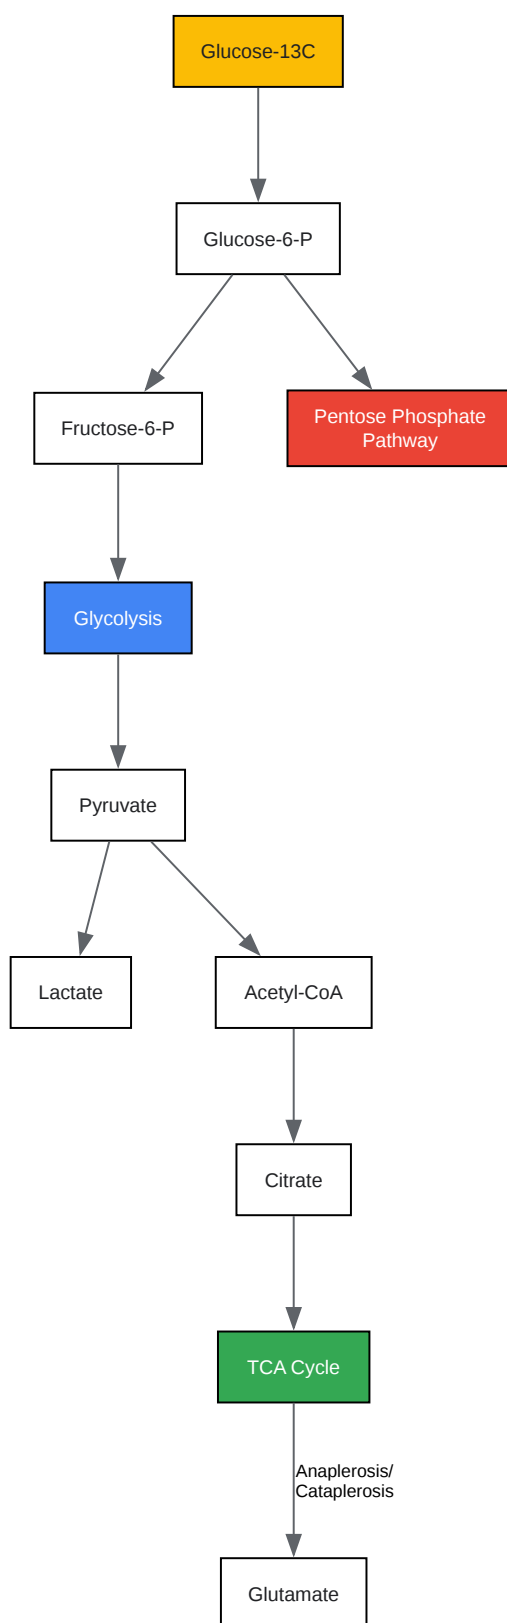 Glucose-13C
Glucose-6-P
Fructose-6-P
Pentose Phosphate
Pathway
Glycolysis
Pyruvate
Lactate
Acetyl-CoA
Citrate
TCA Cycle
Anaplerosis/
Cataplerosis
Glutamate